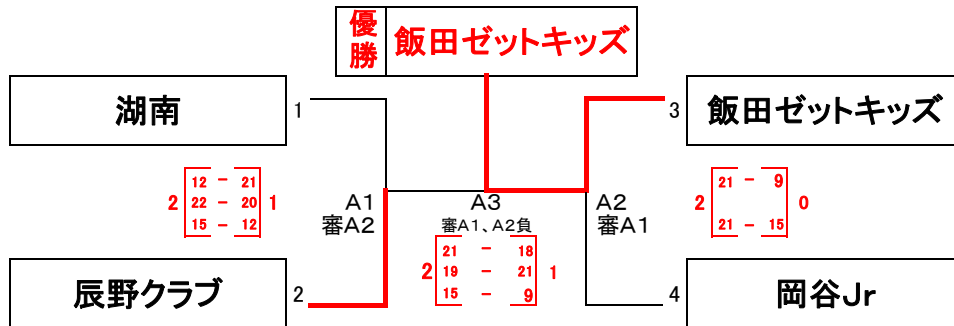 優勝 飯田ゼットキッズ
湖南 1
3 飯田ゼットキッズ
2 12 - 21 1
22 - 20
15 - 12
A1
審A2
A3
審A1、A2負
2 21 - 18 1
19 - 21
15 - 9
A2
審A1
2 21 - 9 0
21 - 15
辰野クラブ 2
4 岡谷Jr